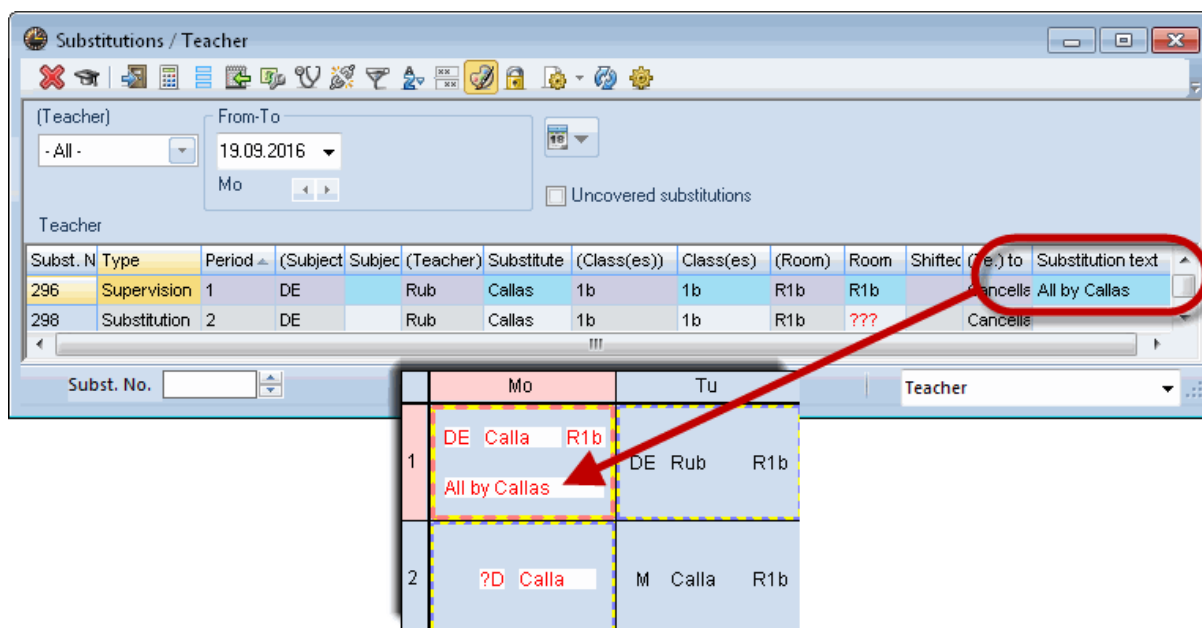 Substitutions / Teacher
(Teacher)
From-To
- All -
19.09.2016
18
Mo
Uncovered substitutions
Teacher
Subst. N Type Period (Subject Subjec (Teacher) Substitute (Class(es)) Class(es) (Room) Room Shifted (Te.) to Substitution text
296 Supervision 1 DE Rub Callas 1b 1b R1b R1b Cancella All by Callas
298 Substitution 2 DE Rub Callas 1b 1b R1b ??? Cancella
Subst. No.
Teacher
Mo Tu
DE Calla R1b
1 DE Rub R1b
All by Callas
2 ?D Calla M Calla R1b